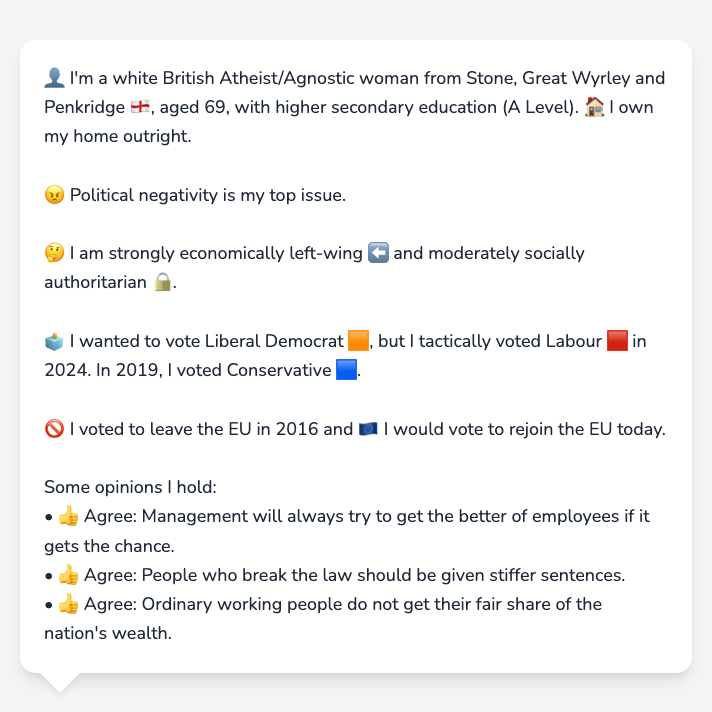 👤 I'm a white British Atheist/Agnostic woman from Stone, Great Wyrley and
Penkridge 🏴󠁧󠁢󠁥󠁮󠁧󠁿, aged 69, with higher secondary education (A Level). 🏠 I own
my home outright.
😠 Political negativity is my top issue.
🤔 I am strongly economically left-wing ⬅️ and moderately socially
authoritarian 🔒.
🗳️ I wanted to vote Liberal Democrat 🟧, but I tactically voted Labour 🟥 in
2024. In 2019, I voted Conservative 🟦.
🚫 I voted to leave the EU in 2016 and 🇪🇺 I would vote to rejoin the EU today.
Some opinions I hold:
• 👍 Agree: Management will always try to get the better of employees if it
gets the chance.
• 👍 Agree: People who break the law should be given stiffer sentences.
• 👍 Agree: Ordinary working people do not get their fair share of the
nation's wealth.